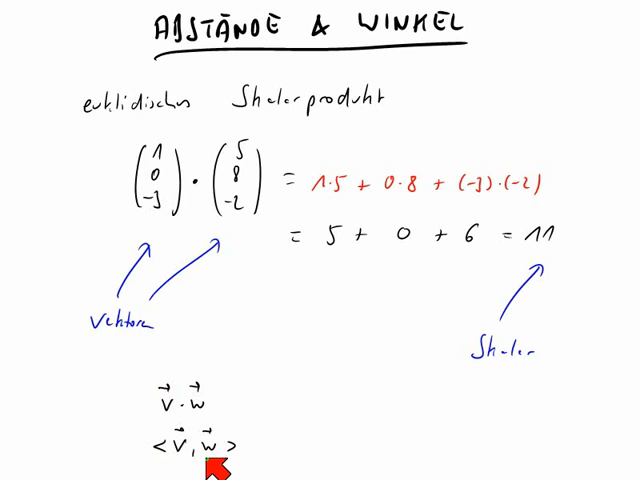 ABSTÄNDE & WINKEL
euklidisches Skalarprodukt
(1 0 -3) · (5 8 -2) = 1·5 + 0·8 + (-3)·(-2)
= 5 + 0 + 6 = 11
Vektoren
Skalar
v⃗ · w⃗
<v⃗, w⃗>